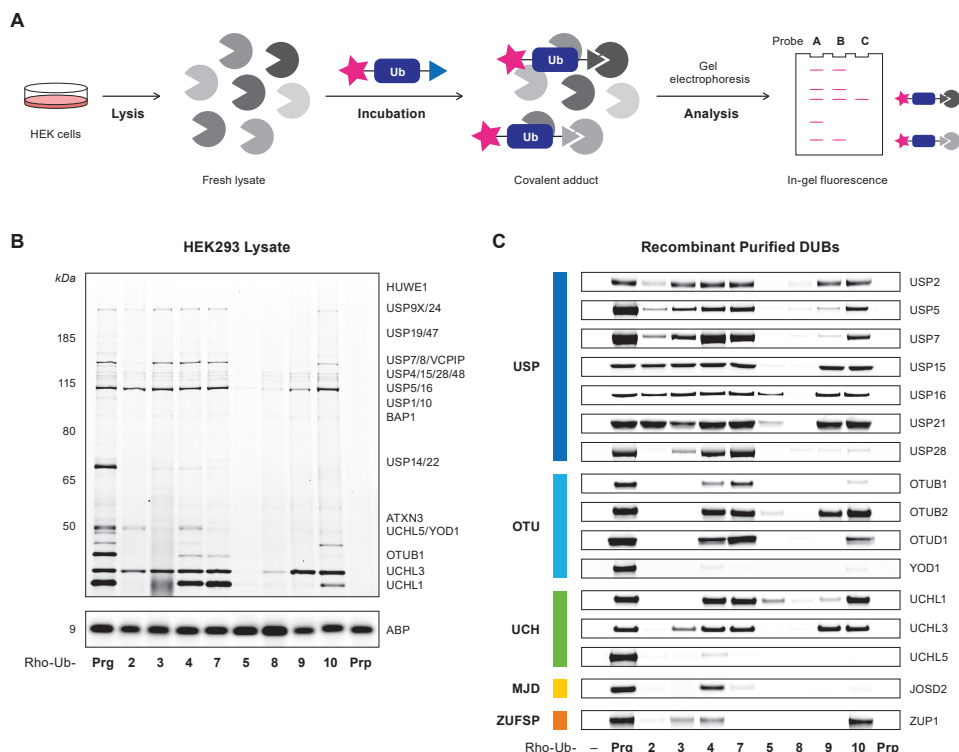 A
Probe A B C
Ub
Ub
Ub
Gel
electrophoresis
Lysis
Incubation
Analysis
HEK cells
Fresh lysate
Covalent adduct
In-gel fluorescence
B
HEK293 Lysate
kDa
185
115
80
65
50
9
HUWE1
USP9X/24
USP19/47
USP7/8/VCPIP
USP4/15/28/48
USP5/16
USP1/10
BAP1
USP14/22
ATXN3
UCHL5/YOD1
OTUB1
UCHL3
UCHL1
ABP
Rho-Ub- Prg 2 3 4 7 5 8 9 10 Prp
C
Recombinant Purified DUBs
USP
USP2
USP5
USP7
USP15
USP16
USP21
USP28
OTU
OTUB1
OTUB2
OTUD1
YOD1
UCH
UCHL1
UCHL3
UCHL5
MJD
JOSD2
ZUFSP
ZUP1
Rho-Ub- – Prg 2 3 4 7 5 8 9 10 Prp